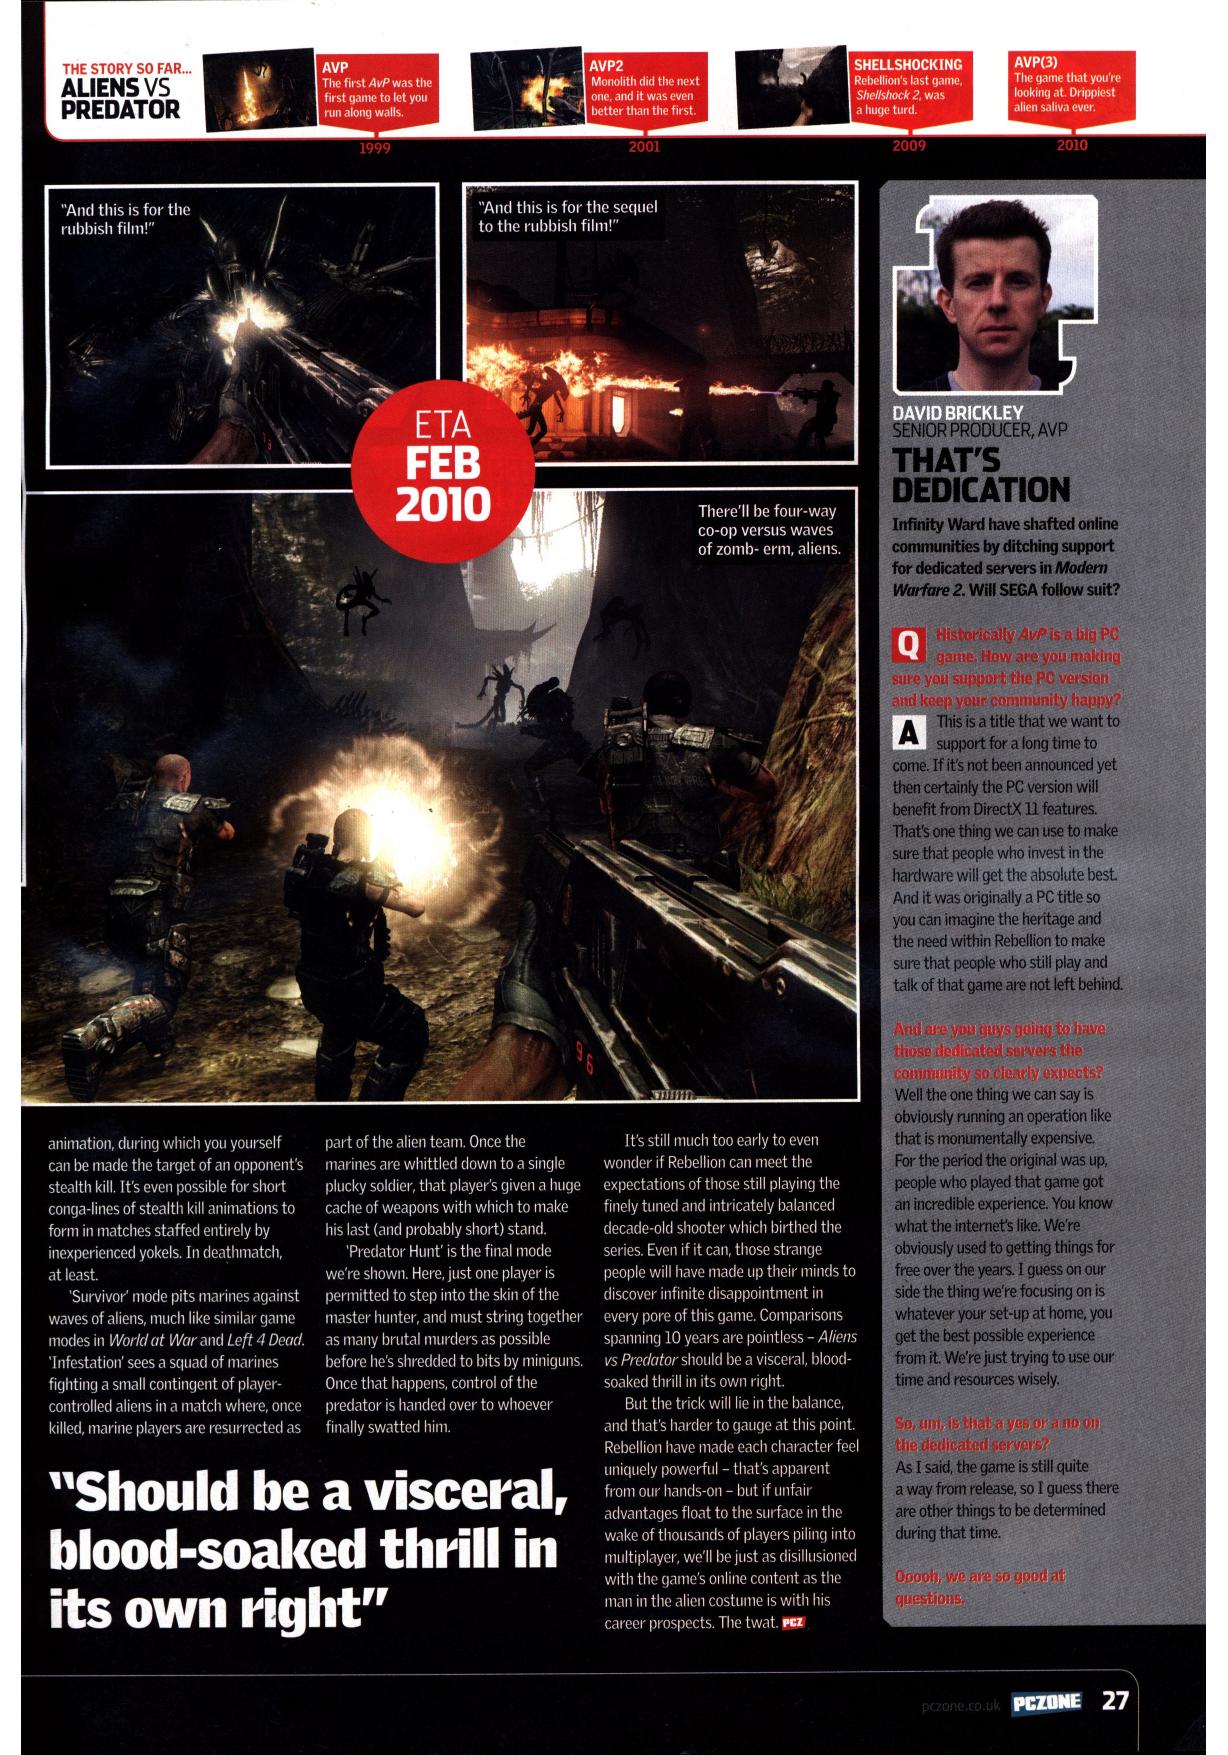 THE STORY SO FAR...
ALIENS VS
PREDATOR
AVP
The first AvP was the
first game to let you
run along walls.
1999
AVP2
Monolith did the next
one, and it was even
better than the first.
2001
SHELLSHOCKING
Rebellion's last game,
Shellshock 2, was
a huge turd.
2009
AVP(3)
The game that you're
looking at. Drippiest
alien saliva ever.
2010
"And this is for the
rubbish film!"
"And this is for the sequel
to the rubbish film!"
ETA
FEB
2010
There'll be four-way
co-op versus waves
of zomb- erm, aliens.
96
animation, during which you yourself
can be made the target of an opponent's
stealth kill. It's even possible for short
conga-lines of stealth kill animations to
form in matches staffed entirely by
inexperienced yokels. In deathmatch,
at least.
'Survivor' mode pits marines against
waves of aliens, much like similar game
modes in World at War and Left 4 Dead.
'Infestation' sees a squad of marines
fighting a small contingent of player-
controlled aliens in a match where, once
killed, marine players are resurrected as
part of the alien team. Once the
marines are whittled down to a single
plucky soldier, that player's given a huge
cache of weapons with which to make
his last (and probably short) stand.
'Predator Hunt' is the final mode
we're shown. Here, just one player is
permitted to step into the skin of the
master hunter, and must string together
as many brutal murders as possible
before he's shredded to bits by miniguns.
Once that happens, control of the
predator is handed over to whoever
finally swatted him.
"Should be a visceral,
blood-soaked thrill in
its own right"
It's still much too early to even
wonder if Rebellion can meet the
expectations of those still playing the
finely tuned and intricately balanced
decade-old shooter which birthed the
series. Even if it can, those strange
people will have made up their minds to
discover infinite disappointment in
every pore of this game. Comparisons
spanning 10 years are pointless – Aliens
vs Predator should be a visceral, blood-
soaked thrill in its own right.
But the trick will lie in the balance,
and that's harder to gauge at this point.
Rebellion have made each character feel
uniquely powerful – that's apparent
from our hands-on – but if unfair
advantages float to the surface in the
wake of thousands of players piling into
multiplayer, we'll be just as disillusioned
with the game's online content as the
man in the alien costume is with his
career prospects. The twat. PCZ
DAVID BRICKLEY
SENIOR PRODUCER, AVP
THAT'S
DEDICATION
Infinity Ward have shafted online
communities by ditching support
for dedicated servers in Modern
Warfare 2. Will SEGA follow suit?
Q Historically AvP is a big PC
game. How are you making
sure you support the PC version
and keep your community happy?
A This is a title that we want to
support for a long time to
come. If it's not been announced yet
then certainly the PC version will
benefit from DirectX 11 features.
That's one thing we can use to make
sure that people who invest in the
hardware will get the absolute best.
And it was originally a PC title so
you can imagine the heritage and
the need within Rebellion to make
sure that people who still play and
talk of that game are not left behind.
And are you guys going to have
those dedicated servers the
community so clearly expects?
Well the one thing we can say is
obviously running an operation like
that is monumentally expensive.
For the period the original was up,
people who played that game got
an incredible experience. You know
what the internet's like. We're
obviously used to getting things for
free over the years. I guess on our
side the thing we're focusing on is
whatever your set-up at home, you
get the best possible experience
from it. We're just trying to use our
time and resources wisely.
So, um, is that a yes or a no on
the dedicated servers?
As I said, the game is still quite
a way from release, so I guess there
are other things to be determined
during that time.
Ooooh, we are so good at
questions.
pczone.co.uk PCZONE 27